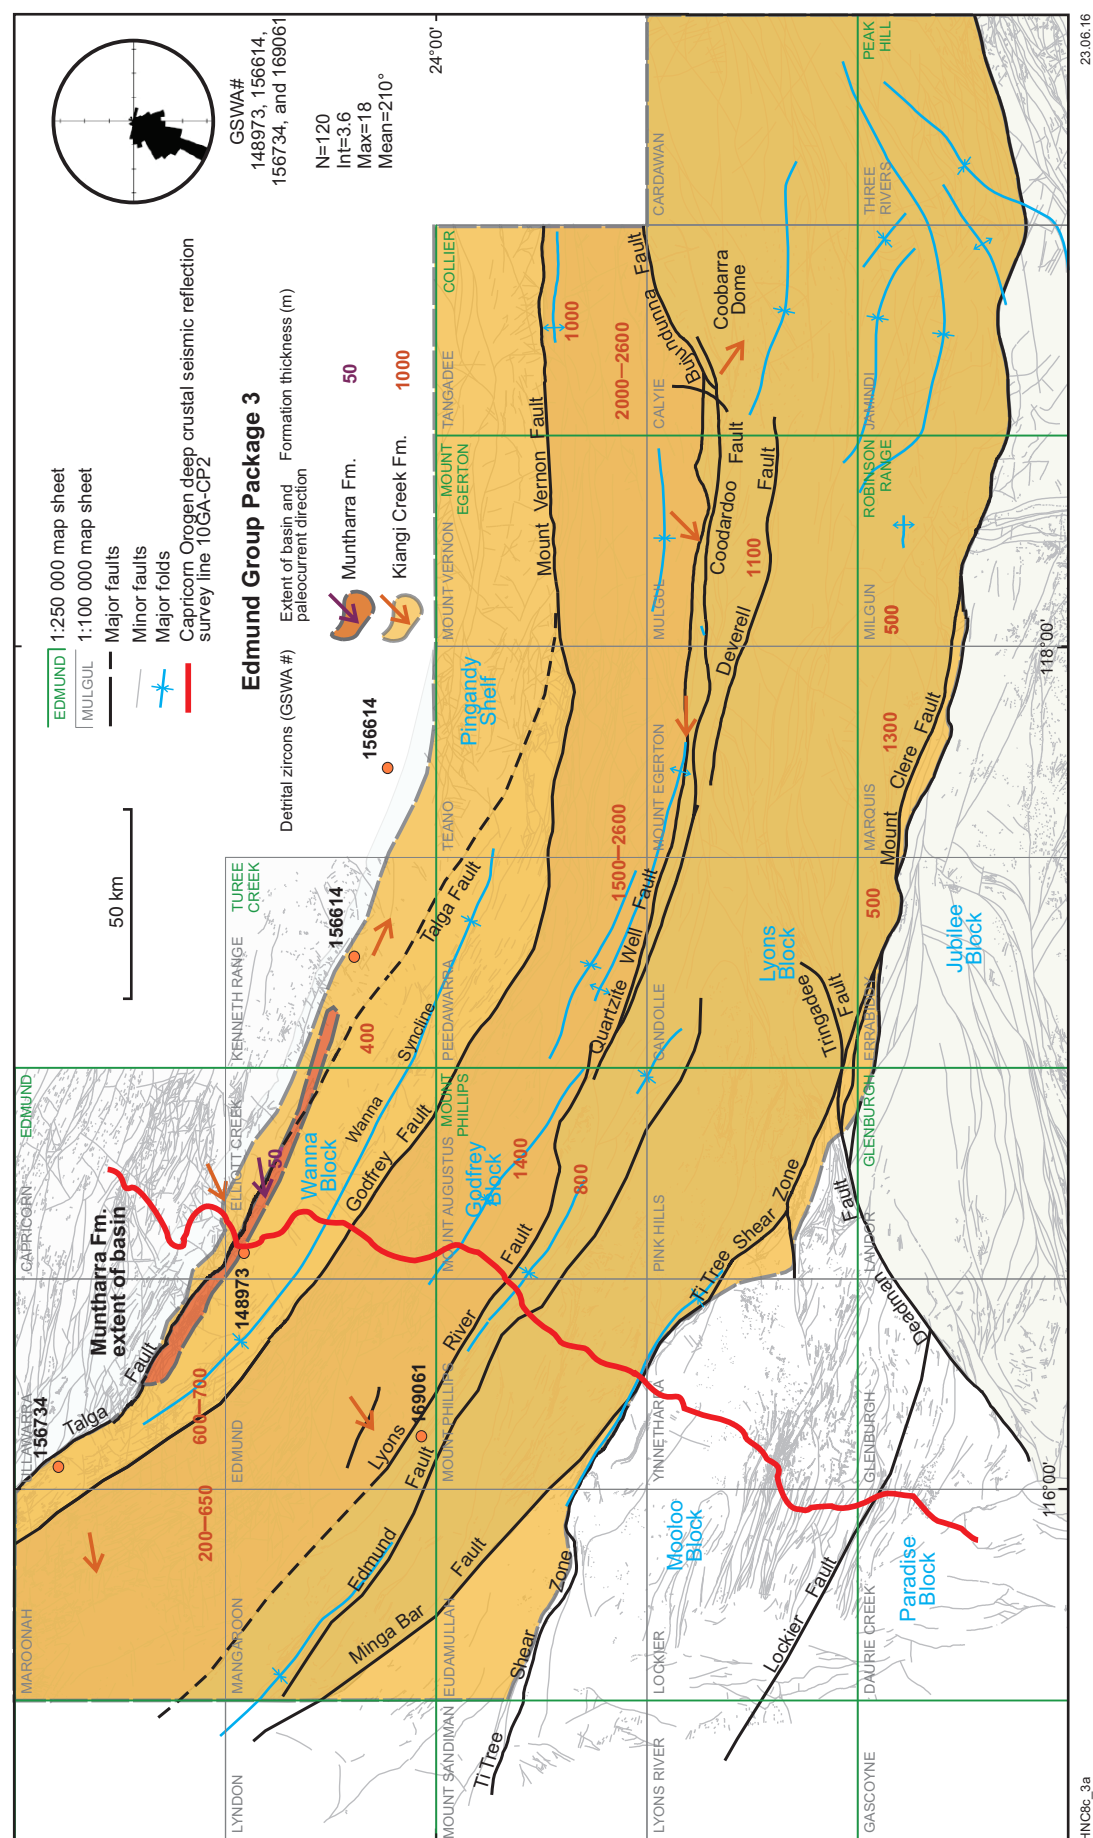 EDMUND
1:250 000 map sheet
MULGUL
1:100 000 map sheet
Major faults
Minor faults
Major folds
Capricorn Orogen deep crustal seismic reflection
survey line 10GA-CP2
50 km
Edmund Group Package 3
Detrital zircons (GSWA #)
Extent of basin and
paleocurrent direction
Formation thickness (m)
Muntharra Fm.
50
Kiangi Creek Fm.
1000
GSWA#
148973, 156614,
156734, and 169061
N=120
Int=3.6
Max=18
Mean=210°
24°00'
23.06.16
118°00'
116°00'
HNC8c_3a
EDMUND
TUREE
CREEK
COLLIER
PEAK
HILL
MOUNT
EGERTON
ROBINSON
RANGE
MOUNT
PHILLIPS
GLENBURGH
MAROONAH
CAPRICORN
LYNDON
MANGAROON
EDMUND
ELLIOTT CREEK
KENNETH RANGE
MOUNT SANDIMAN
EUDAMULLAH
MOUNT PHILLIPS
MOUNT AUGUSTUS
PEEDAWARRA
TEANO
MOUNT VERNON
TANGADEE
LYONS RIVER
LOCKIER
YINNETHARRA
PINK HILLS
CANDOLLE
MOUNT EGERTON
MULGUL
CALYIE
CARDAWAN
GASCOYNE
DAURIE CREEK
GLENBURGH
LANDOR
ERRABIDDY
MARQUIS
MILGUN
JAMINDI
THREE
RIVERS
Muntharra Fm.
extent of basin
156734
148973
156614
156614
169061
Talga
Fault
Talga Fault
Wanna
Syncline
Godfrey
Fault
Mount Vernon Fault
Lyons
River
Fault
Edmund
Fault
Minga Bar
Fault
Ti Tree
Shear
Zone
Ti Tree Shear Zone
Quartzite
Well
Fault
Bujundunna
Fault
Coodardoo
Fault
Deverell
Fault
Coobarra
Dome
Mount
Clere
Fault
Tringadee
Fault
Deadman
Fault
Lockier
Fault
Pingandy
Shelf
Wanna
Block
Godfrey
Block
Lyons
Block
Jubilee
Block
Mooloo
Block
Paradise
Block
200–650
600–700
50
400
1400
800
1500–2600
2000–2600
1000
1100
500
1300
500